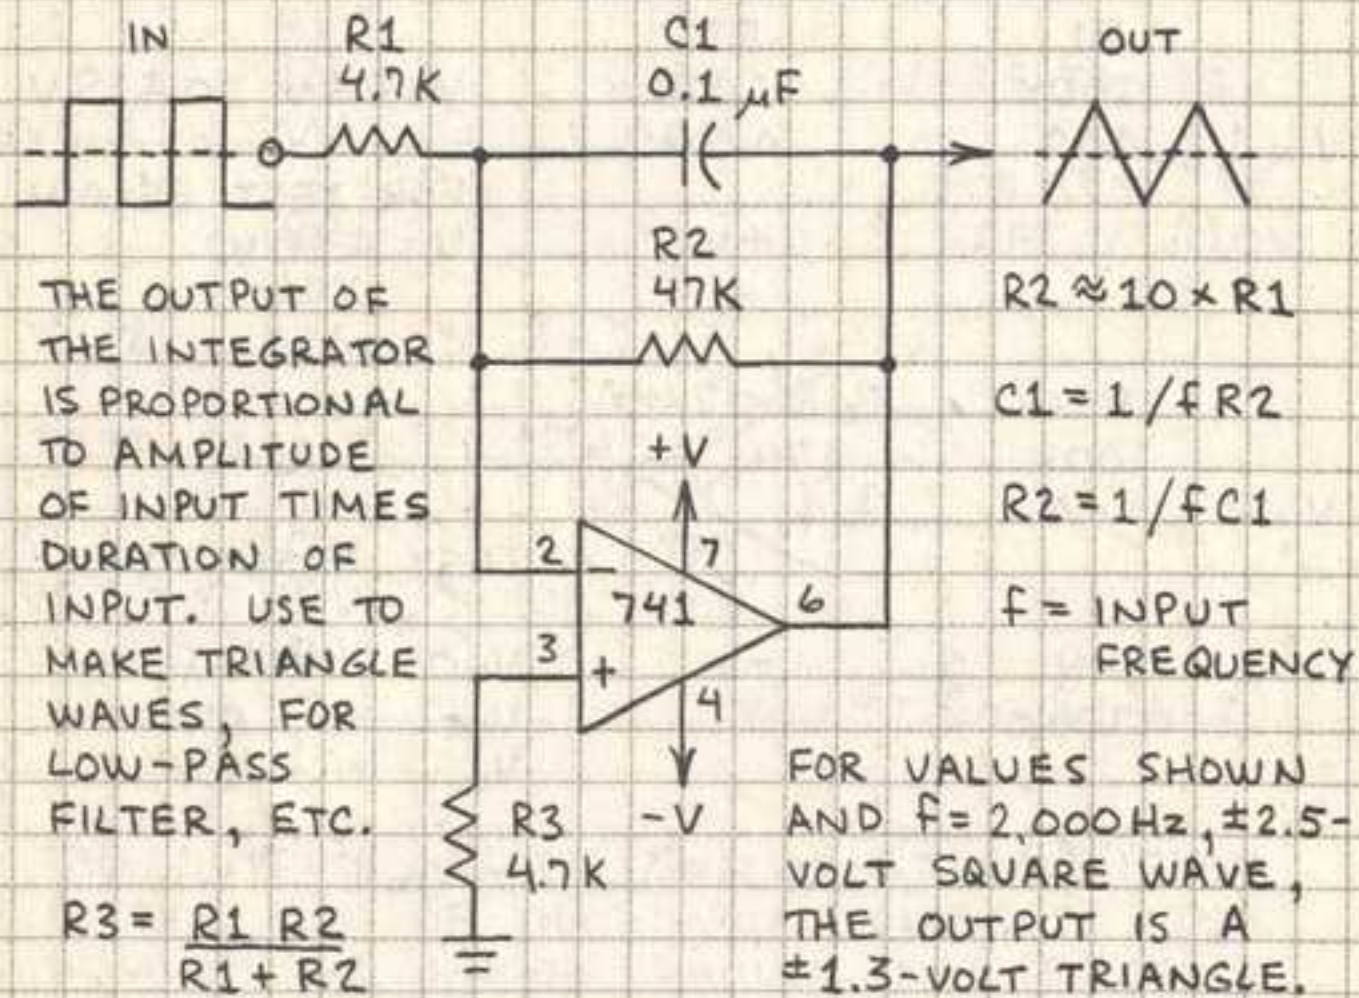 IN
R1
4.7K
C1
0.1 μF
OUT
R2
47K
THE OUTPUT OF
THE INTEGRATOR
IS PROPORTIONAL
TO AMPLITUDE
OF INPUT TIMES
DURATION OF
INPUT. USE TO
MAKE TRIANGLE
WAVES, FOR
LOW-PASS
FILTER, ETC.
R3 = R1 R2
R1 + R2
+V
2
-
7
741
6
3
+
4
-V
R3
4.7K
R2 ≈ 10 × R1
C1 = 1/f R2
R2 = 1/f C1
f = INPUT
FREQUENCY
FOR VALUES SHOWN
AND f = 2,000 Hz, ±2.5-
VOLT SQUARE WAVE,
THE OUTPUT IS A
±1.3-VOLT TRIANGLE.